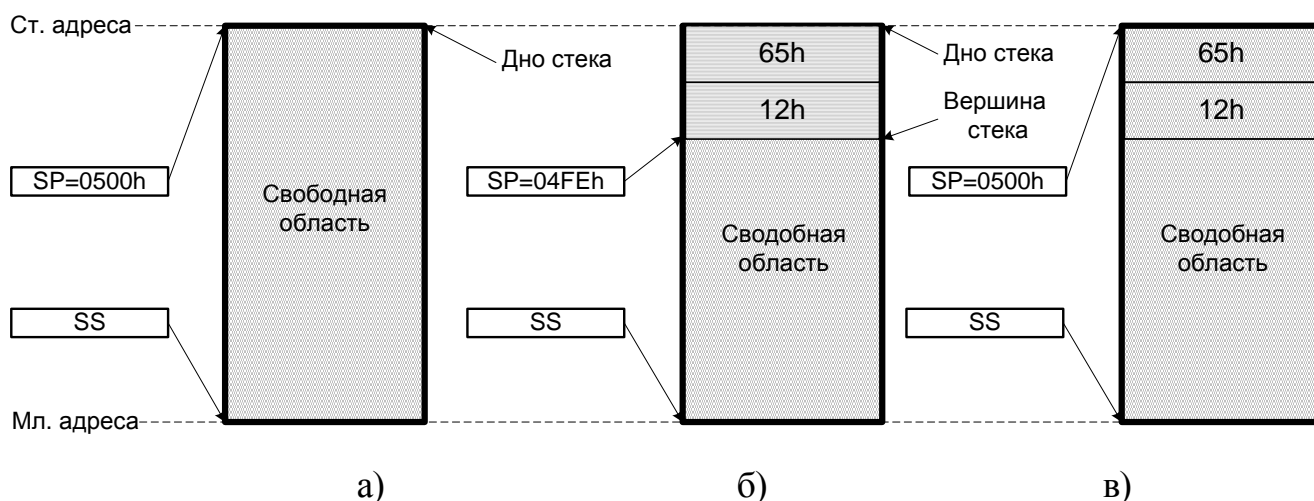 Ст. адреса
Дно стека
SP=0500h
Свободная
область
SS
Мл. адреса
а)
65h
Дно стека
12h
Вершина
стека
SP=04FEh
Сводобная
область
SS
б)
65h
12h
SP=0500h
Сводобная
область
SS
в)